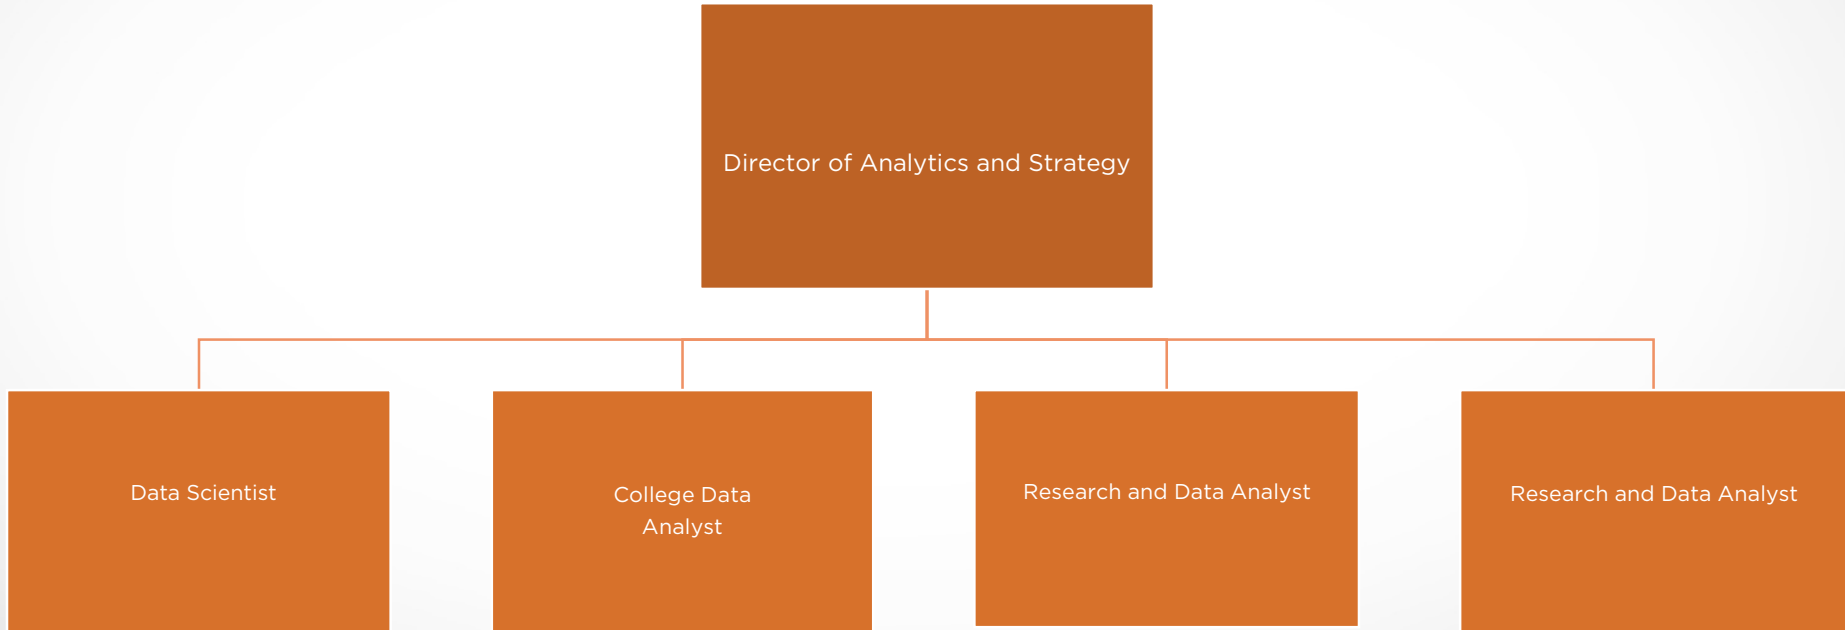 Director of Analytics and Strategy
Data Scientist
College Data
Analyst
Research and Data Analyst
Research and Data Analyst